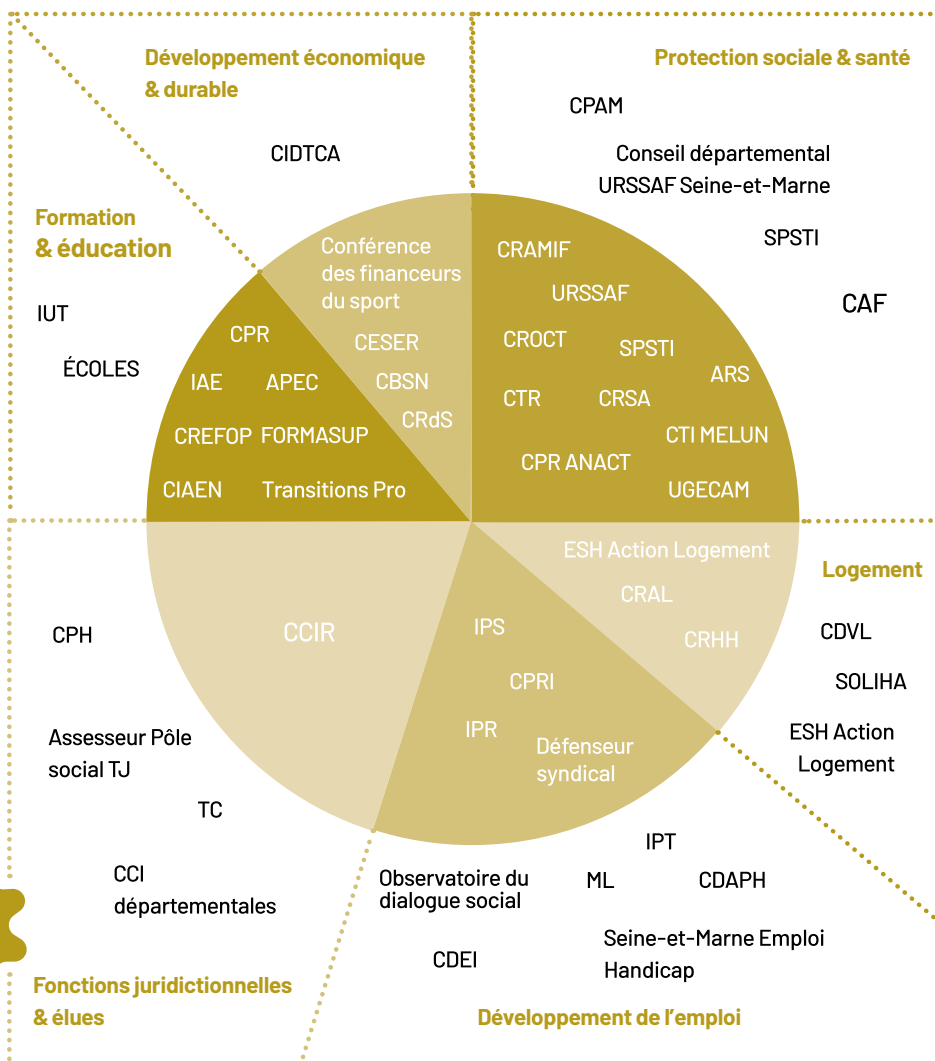 Développement économique
& durable
CIDTCA
Protection sociale & santé
CPAM
Conseil départemental
URSSAF Seine-et-Marne
SPSTI
CAF
Formation
& éducation
IUT
ÉCOLES
Conférence
des financeurs
du sport
CESER
CBSN
CRdS
CRAMIF
URSSAF
CROCT
SPSTI
ARS
CTR
CRSA
CTI MELUN
CPR ANACT
UGECAM
CPR
IAE
APEC
CREFOP
FORMASUP
CIAEN
Transitions Pro
ESH Action Logement
CRAL
CRHH
Logement
CDVL
SOLIHA
ESH Action
Logement
CCIR
IPS
CPRI
IPR
Défenseur
syndical
CPH
Assesseur Pôle
social TJ
TC
CCI
départementales
Fonctions juridictionnelles
& élues
IPT
Observatoire du
dialogue social
ML
CDAPH
CDEI
Seine-et-Marne Emploi
Handicap
Développement de l'emploi